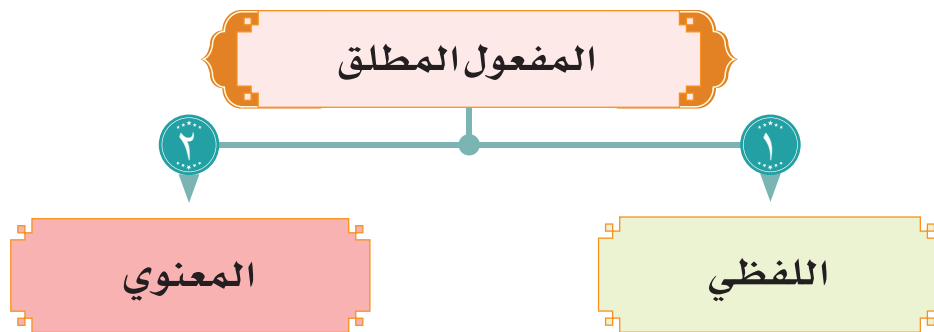 المفعول المطلق
١
٢
اللفظي
المعنوي